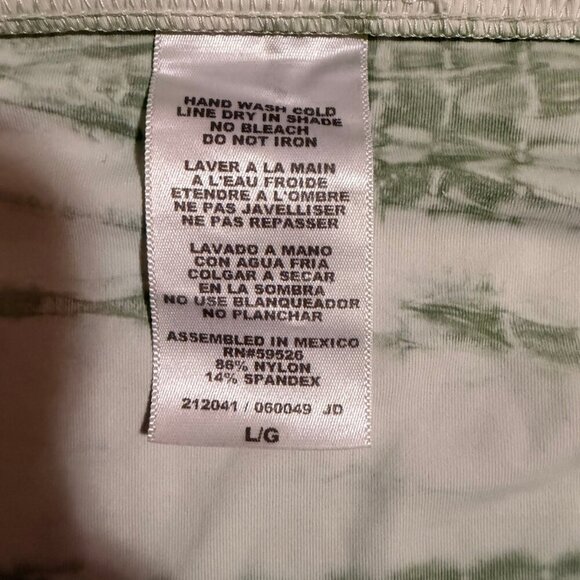 HAND WASH COLD
LINE DRY IN SHADE
NO BLEACH
DO NOT IRON
LAVER A LA MAIN
A L'EAU FROIDE
ETENDRE A L'OMBRE
NE PAS JAVELLISER
NE PAS REPASSER
LAVADO A MANO
CON AGUA FRIA
COLGAR A SECAR
EN LA SOMBRA
NO USE BLANQUEADOR
NO PLANCHAR
ASSEMBLED IN MEXICO
RN#59526
86% NYLON
14% SPANDEX
212041 / 060049 JD
L/G